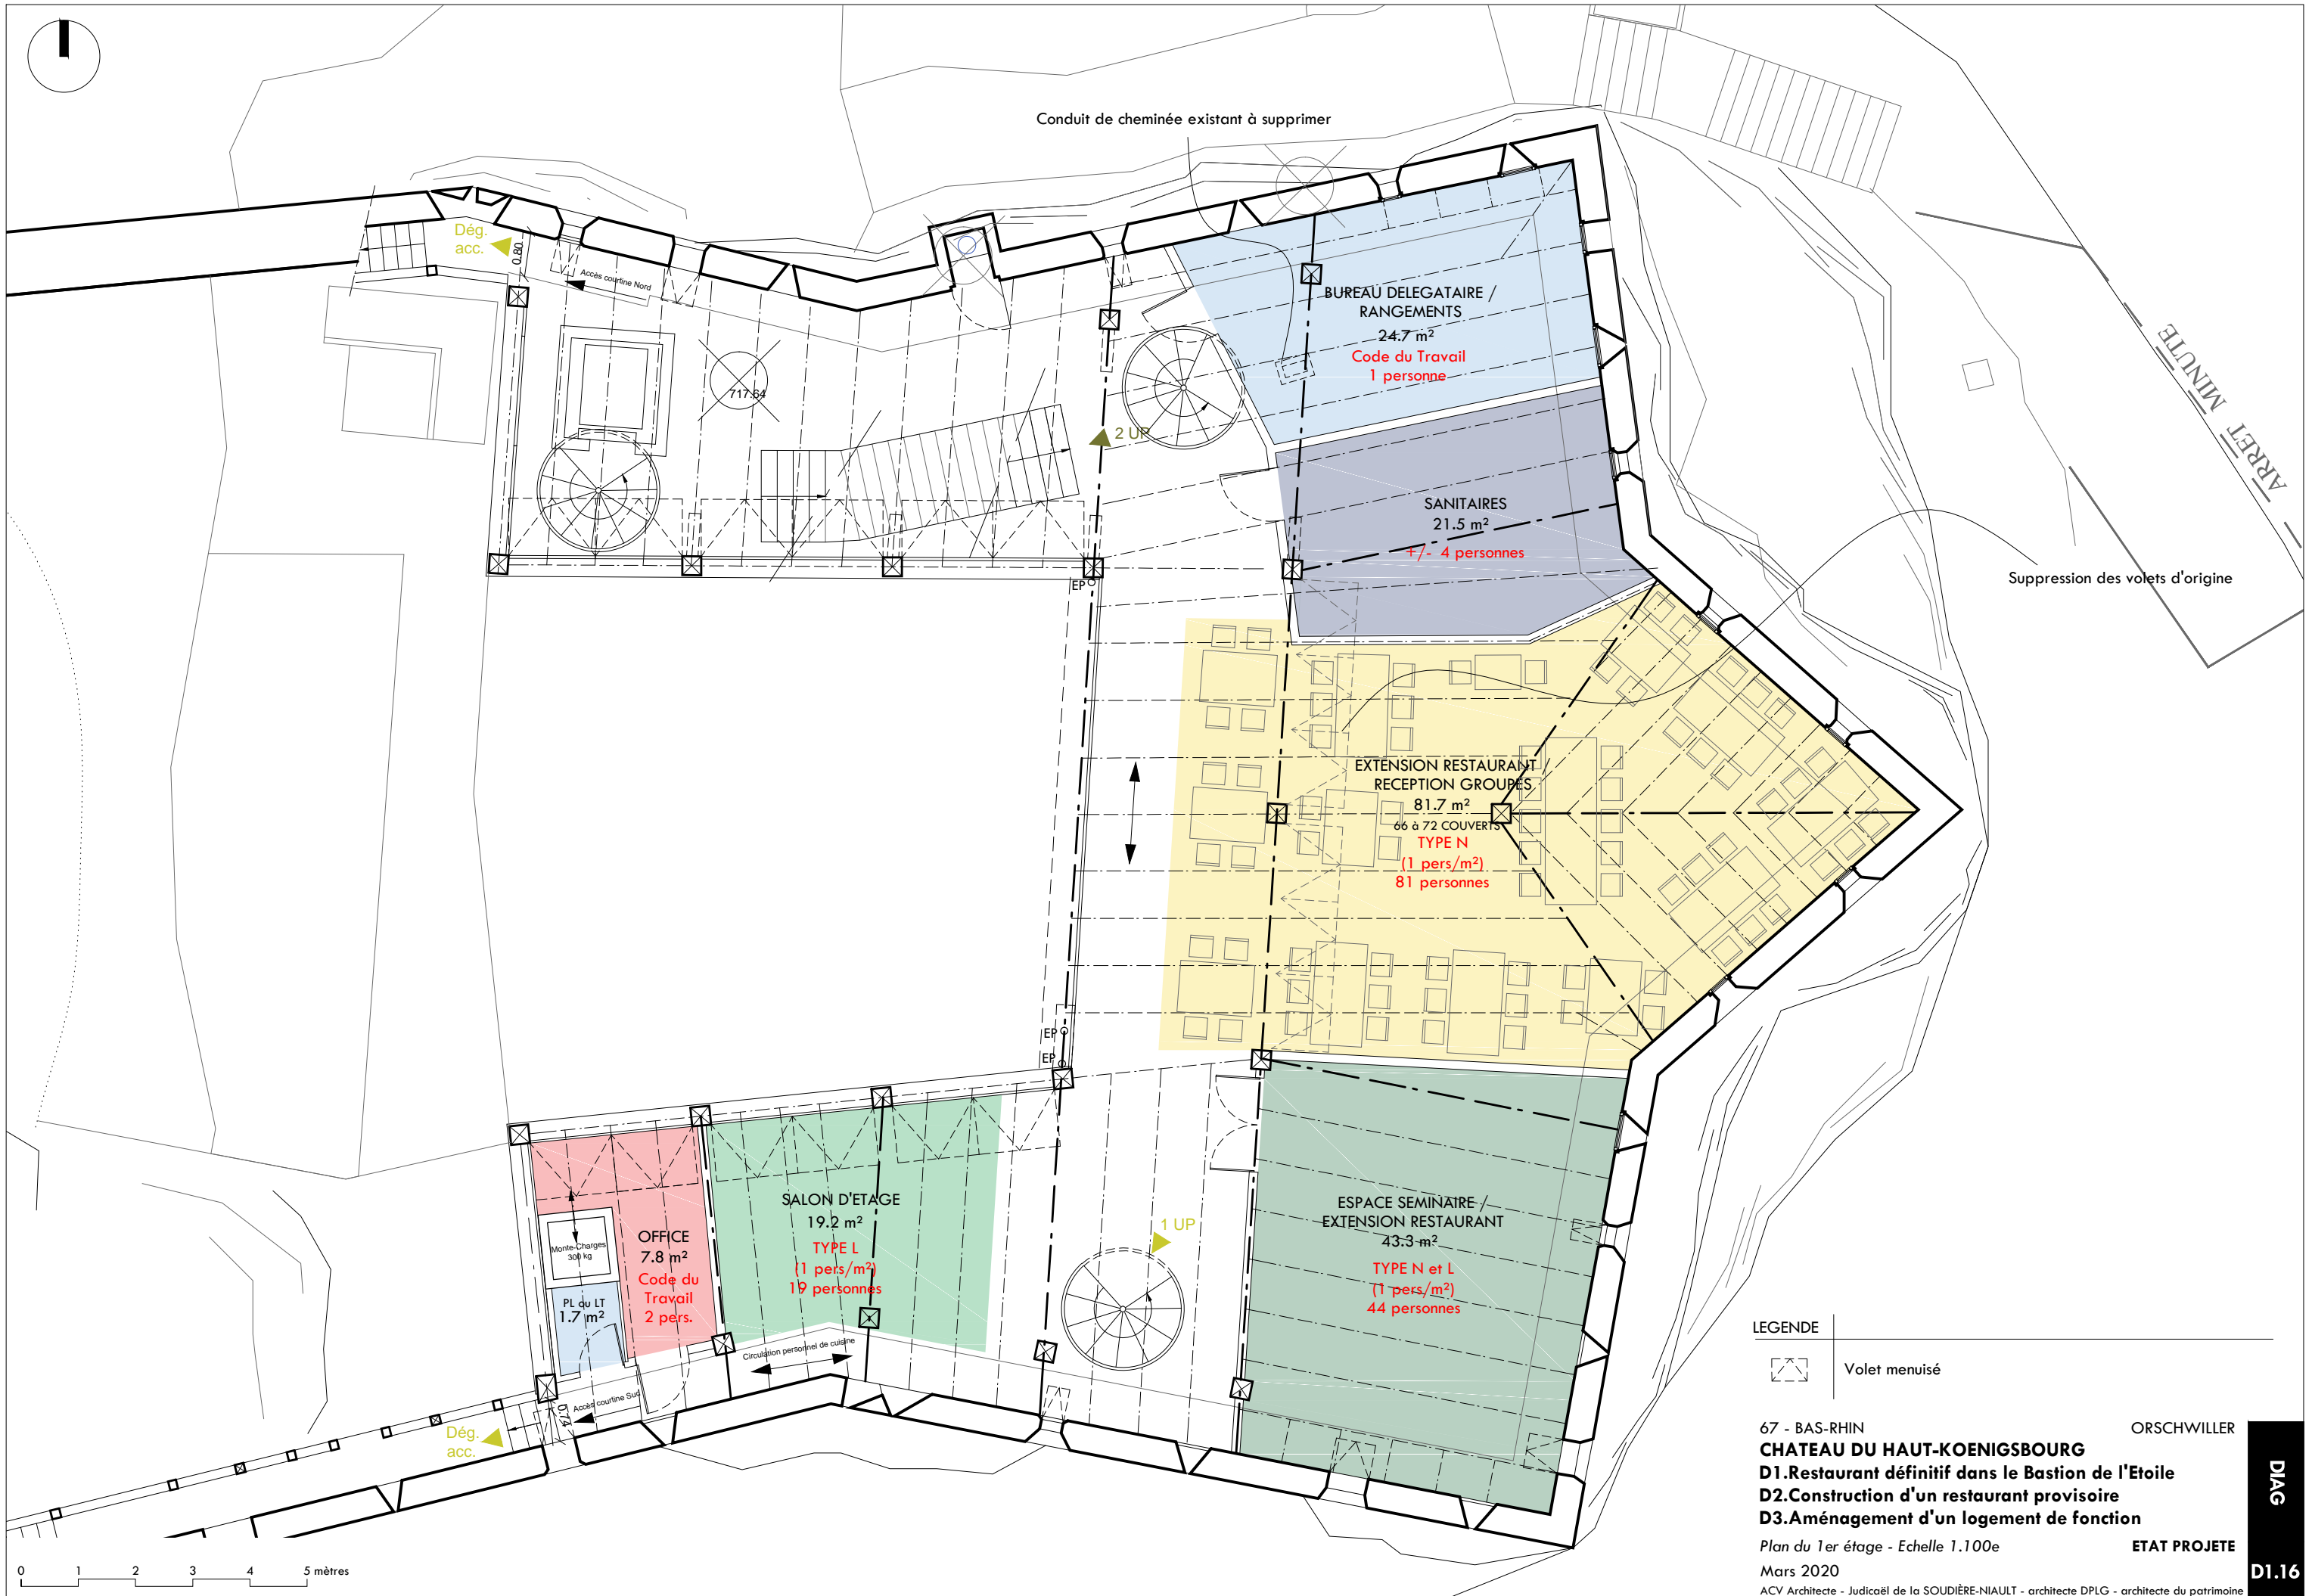 Conduit de cheminée existant à supprimer
Dég.
acc.
0.80
Accès courtine Nord
717.64
2 UP
EP
BUREAU DELEGATAIRE /
RANGEMENTS
24.7 m²
Code du Travail
1 personne
SANITAIRES
21.5 m²
+/- 4 personnes
ARRET MINUTE
Suppression des volets d'origine
EXTENSION RESTAURANT /
RECEPTION GROUPES
81.7 m²
66 à 72 COUVERTS
TYPE N
(1 pers/m²)
81 personnes
EP
EP
SALON D'ETAGE
19.2 m²
TYPE L
(1 pers/m²)
19 personnes
OFFICE
7.8 m²
Code du
Travail
2 pers.
Monte-Charges
300 kg
PL ou LT
1.7 m²
Circulation personnel de cuisine
Accès courtine Sud
0.74
Dég.
acc.
1 UP
ESPACE SEMINAIRE /
EXTENSION RESTAURANT
43.3 m²
TYPE N et L
(1 pers/m²)
44 personnes
LEGENDE
Volet menuisé
67 - BAS-RHIN ORSCHWILLER
CHATEAU DU HAUT-KOENIGSBOURG
D1.Restaurant définitif dans le Bastion de l'Etoile
D2.Construction d'un restaurant provisoire
D3.Aménagement d'un logement de fonction
Plan du 1er étage - Echelle 1.100e ETAT PROJETE
Mars 2020
ACV Architecte - Judicaël de la SOUDIÈRE-NIAULT - architecte DPLG - architecte du patrimoine
DIAG
D1.16
0 1 2 3 4 5 mètres